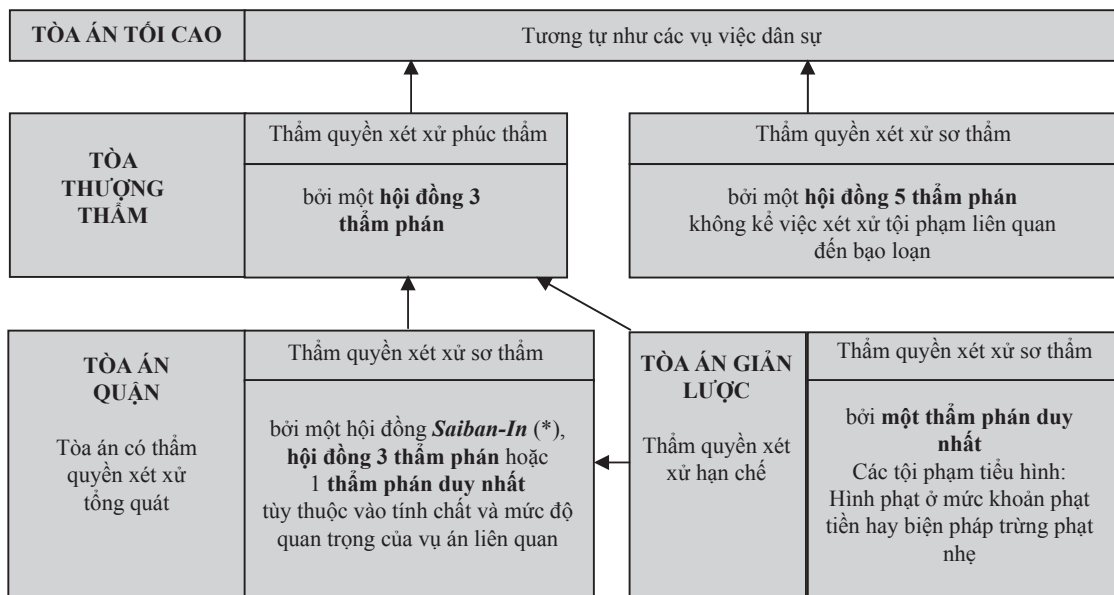 TÒA ÁN TỐI CAO
Tương tự như các vụ việc dân sự
TÒA
THƯỢNG
THẨM
Thẩm quyền xét xử phúc thẩm
bởi một hội đồng 3
thẩm phán
Thẩm quyền xét xử sơ thẩm
bởi một hội đồng 5 thẩm phán
không kể việc xét xử tội phạm liên quan
đến bạo loạn
TÒA ÁN
QUẬN
Tòa án có thẩm
quyền xét xử
tổng quát
Thẩm quyền xét xử sơ thẩm
bởi một hội đồng Saiban-In (*),
hội đồng 3 thẩm phán hoặc
1 thẩm phán duy nhất
tùy thuộc vào tính chất và mức độ
quan trọng của vụ án liên quan
TÒA ÁN GIẢN
LƯỢC
Thẩm quyền xét
xử hạn chế
Thẩm quyền xét xử sơ thẩm
bởi một thẩm phán duy
nhất
Các tội phạm tiểu hình:
Hình phạt ở mức khoản phạt
tiền hay biện pháp trừng phạt
nhẹ